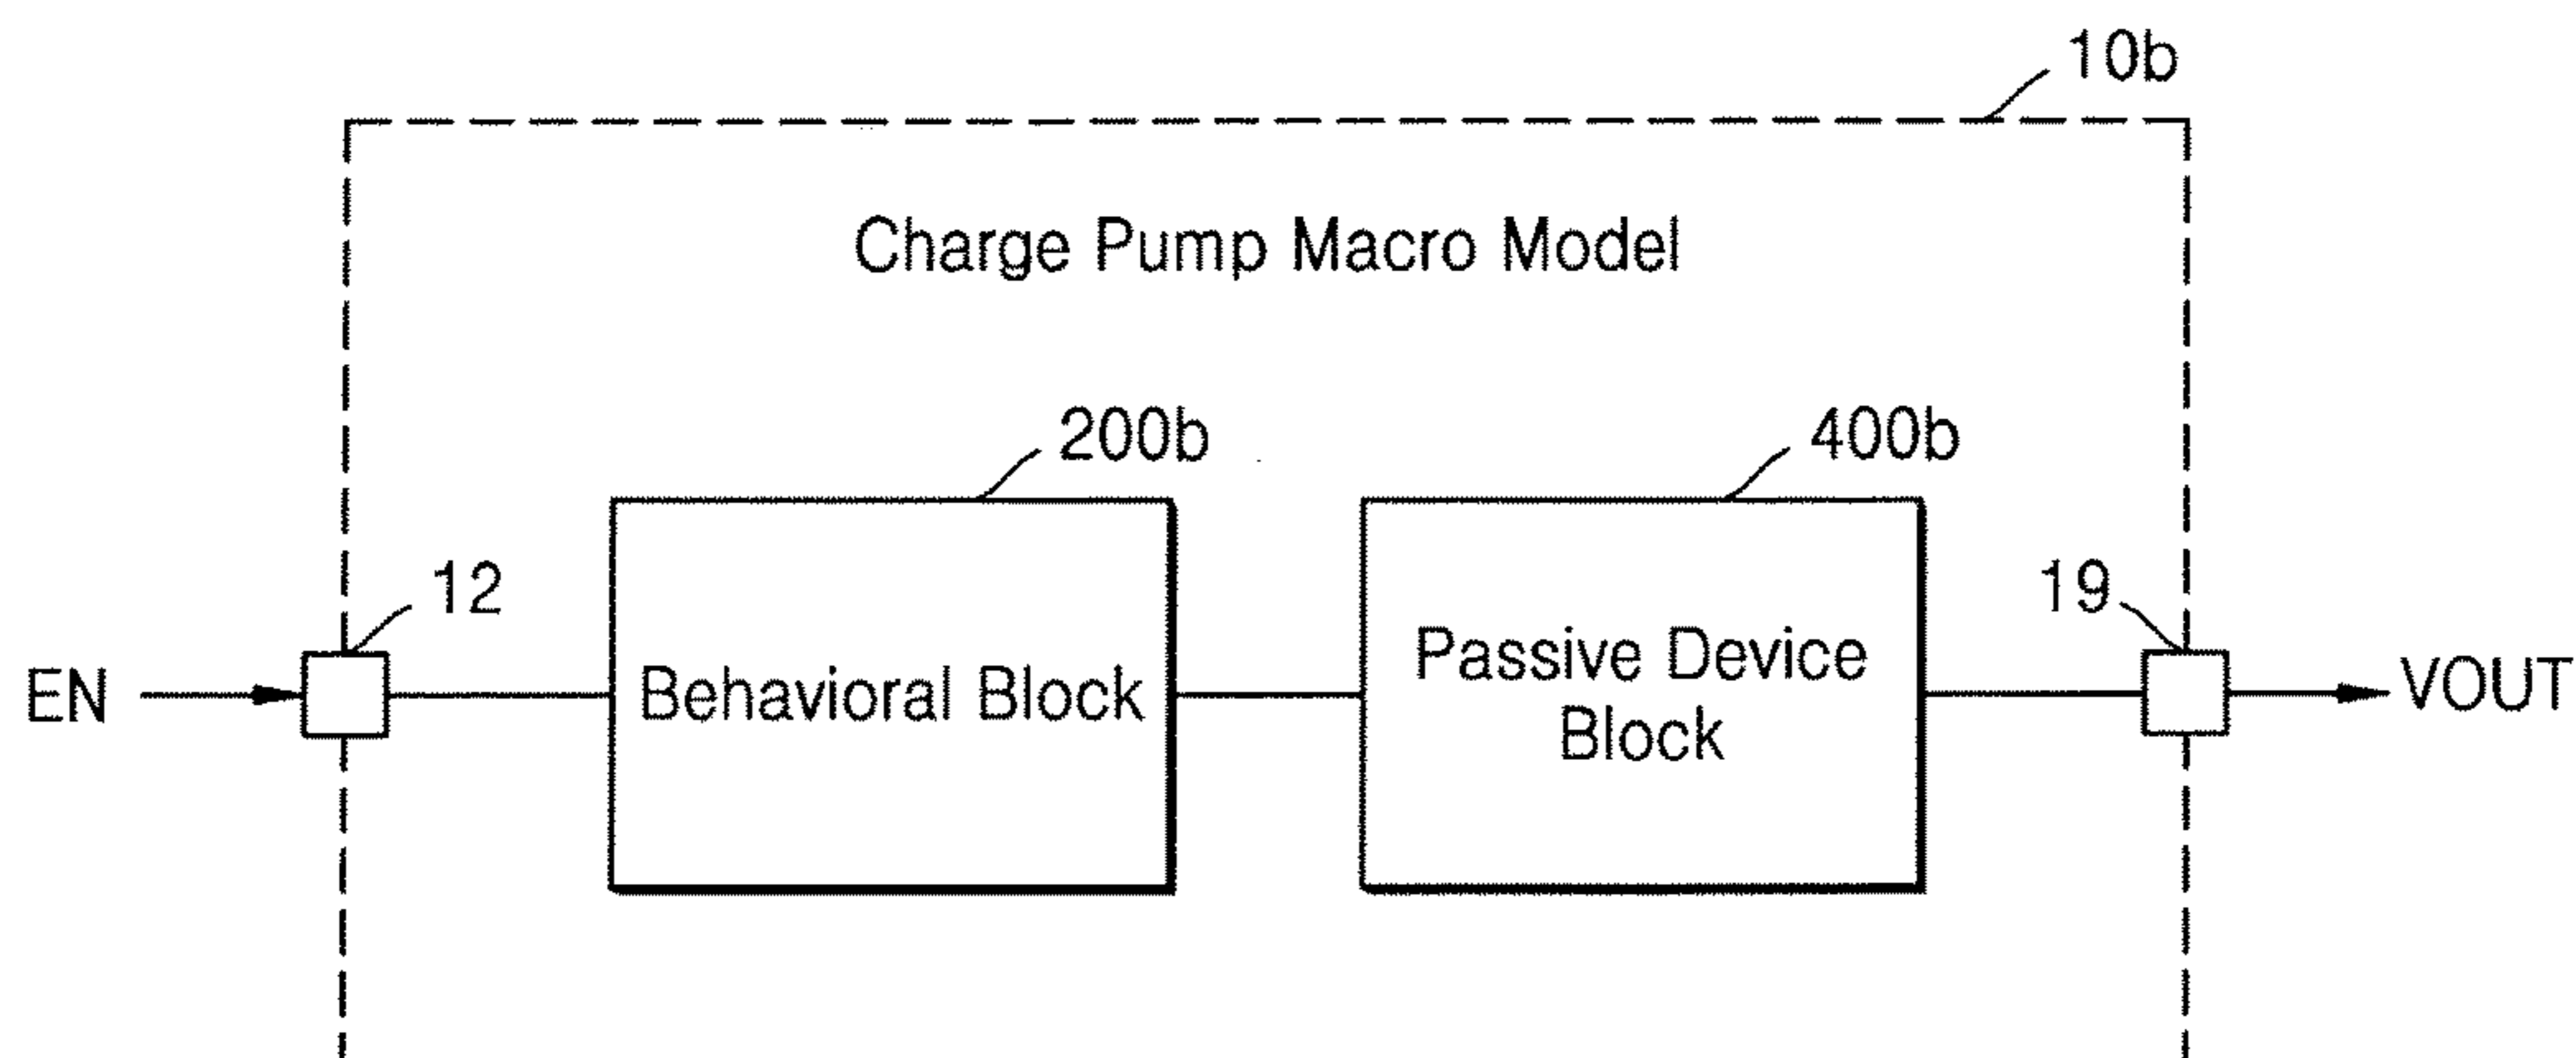 10b
Charge Pump Macro Model
200b
400b
12
19
EN
Behavioral Block
Passive Device
Block
VOUT